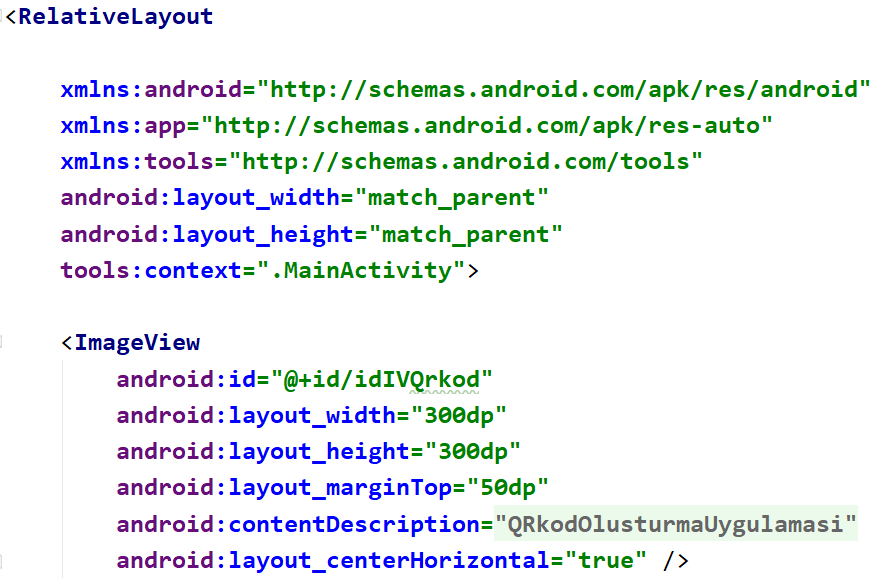 <RelativeLayout
xmlns:android="http://schemas.android.com/apk/res/android"
xmlns:app="http://schemas.android.com/apk/res-auto"
xmlns:tools="http://schemas.android.com/tools"
android:layout_width="match_parent"
android:layout_height="match_parent"
tools:context=".MainActivity">
<ImageView
android:id="@+id/idIVQrkod"
android:layout_width="300dp"
android:layout_height="300dp"
android:layout_marginTop="50dp"
android:contentDescription="QRkodOlusturmaUygulamasi"
android:layout_centerHorizontal="true" />